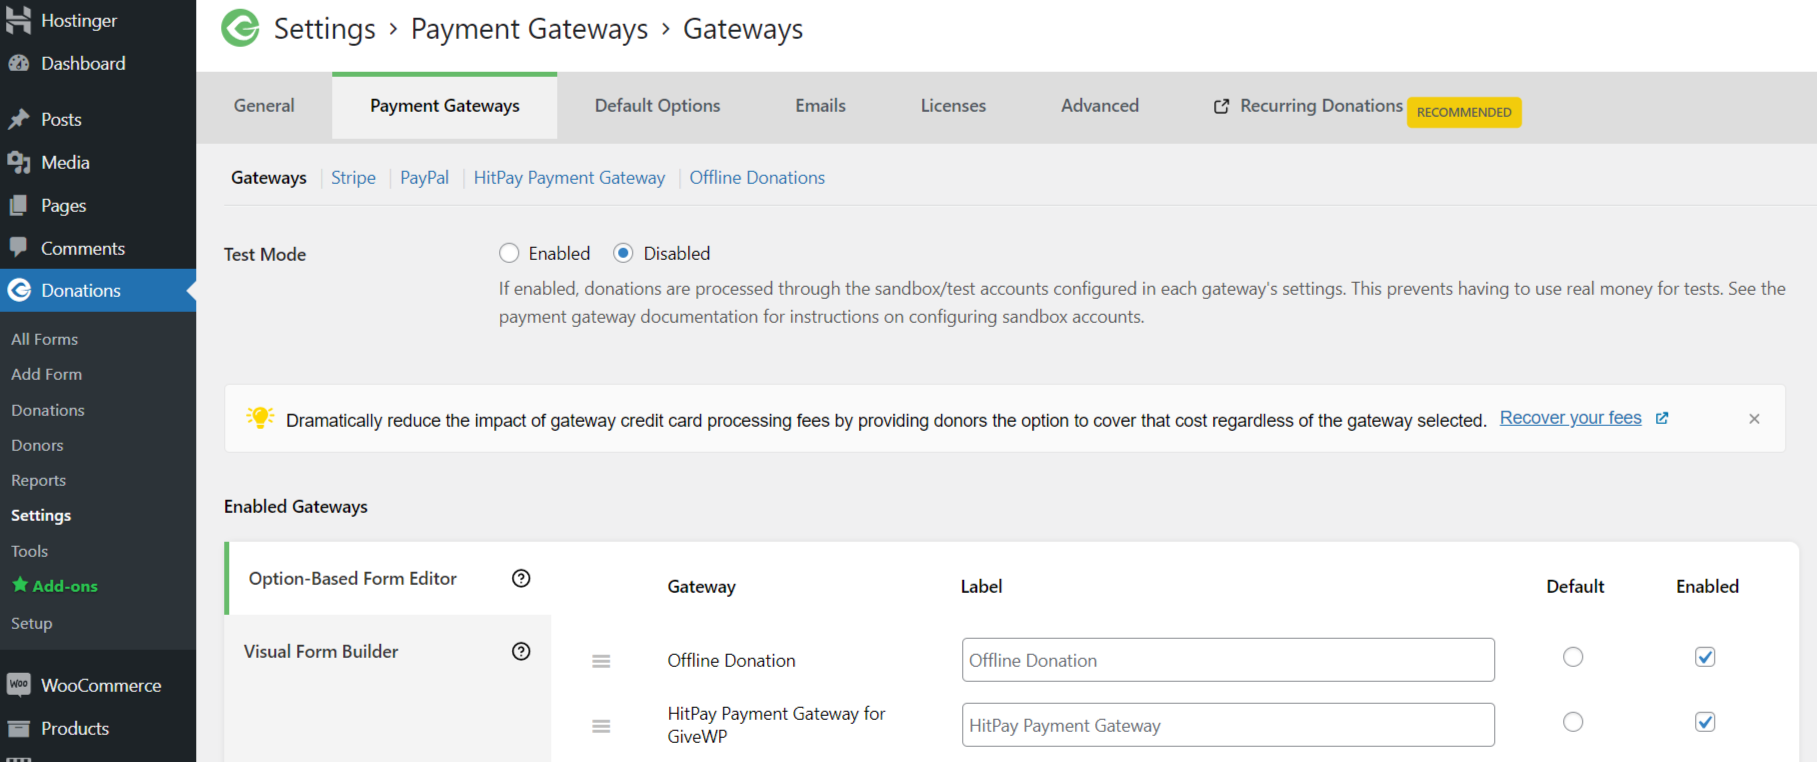 Hostinger
Dashboard
Posts
Media
Pages
Comments
Donations
All Forms
Add Form
Donations
Donors
Reports
Settings
Tools
Add-ons
Setup
WOO WooCommerce
Products
Settings › Payment Gateways › Gateways
General Payment Gateways Default Options Emails Licenses Advanced Recurring Donations RECOMMENDED
Gateways Stripe PayPal HitPay Payment Gateway Offline Donations
Test Mode Enabled Disabled
If enabled, donations are processed through the sandbox/test accounts configured in each gateway's settings. This prevents having to use real money for tests. See the
payment gateway documentation for instructions on configuring sandbox accounts.
Dramatically reduce the impact of gateway credit card processing fees by providing donors the option to cover that cost regardless of the gateway selected. Recover your fees
Enabled Gateways
Option-Based Form Editor ?
Visual Form Builder ?
Gateway Label Default Enabled
Offline Donation Offline Donation
HitPay Payment Gateway for
GiveWP
HitPay Payment Gateway